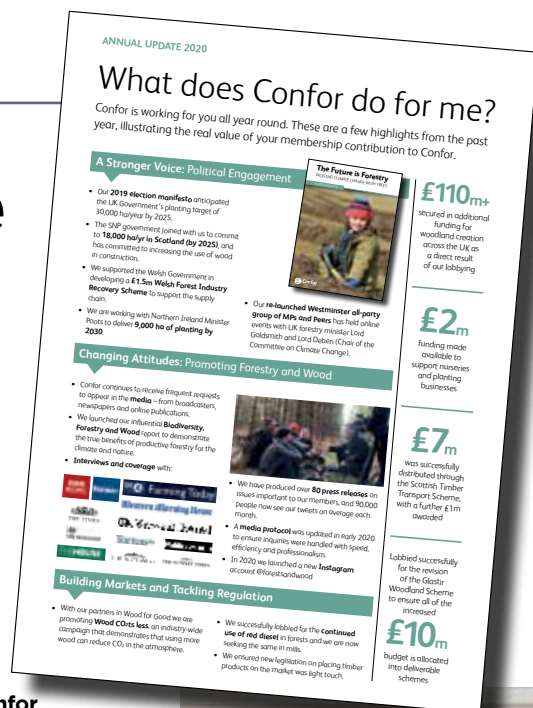 ANNUAL UPDATE 2020
What does Confor do for me?
Confor is working for you all year round. These are a few highlights from the past
year, illustrating the real value of your membership contribution to Confor.
A Stronger Voice: Political Engagement
• Our 2019 election manifesto anticipated
the UK Government's planting target of
30,000 ha/year by 2025.
• The SNP government joined with us to commit
to 18,000 ha/yr in Scotland (by 2025), and
has committed to increasing the use of wood
in construction.
• We supported the Welsh Government in
developing a £1.5m Welsh Forest Industry
Recovery Scheme to support the supply
chain.
• We are working with Northern Ireland Minister
Poots to deliver 9,000 ha of planting by
2030.
The Future is Forestry
TACKLING CLIMATE CHANGE WITH TREES
Confor
• Our re-launched Westminster all-party
group of MPs and Peers has held online
events with UK forestry minister Lord
Goldsmith and Lord Deben (Chair of the
Committee on Climate Change).
Changing Attitudes: Promoting Forestry and Wood
• Confor continues to receive frequent requests
to appear in the media – from broadcasters,
newspapers and online publications.
• We launched our influential Biodiversity,
Forestry and Wood report to demonstrate
the true benefits of productive forestry for the
climate and nature.
• Interviews and coverage with:
Farming Today
THE TIMES
• We have produced over 80 press releases on
issues important to our members, and 90,000
people now see our tweets on average each
month.
• A media protocol was updated in early 2020
to ensure inquiries were handled with speed,
efficiency and professionalism.
• In 2020 we launched a new Instagram
account @forestsandwood
Building Markets and Tackling Regulation
• With our partners in Wood for Good we are
promoting Wood CO₂ts less, an industry-wide
campaign that demonstrates that using more
wood can reduce CO₂ in the atmosphere.
• We successfully lobbied for the continued
use of red diesel in forests and we are now
seeking the same in mills.
• We ensured new legislation on placing timber
products on the market was light touch.
£110m+
secured in additional
funding for
woodland creation
across the UK as
a direct result
of our lobbying
£2m
funding made
available to
support nurseries
and planting
businesses
£7m
was successfully
distributed through
the Scottish Timber
Transport Scheme,
with a further £1m
awarded
Lobbied successfully
for the revision
of the Glastir
Woodland Scheme
to ensure all of the
increased
£10m
budget is allocated
into deliverable
schemes